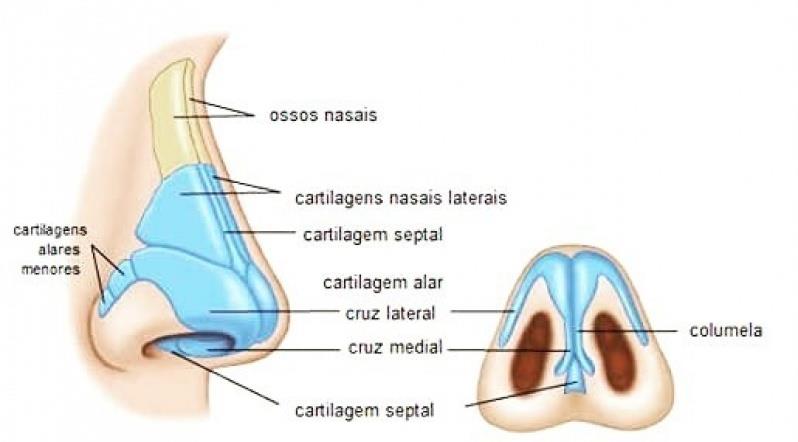 ossos nasais
cartilagens nasais laterais
cartilagem septal
cartilagens
alares
menores
cartilagem alar
cruz lateral
cruz medial
columela
cartilagem septal